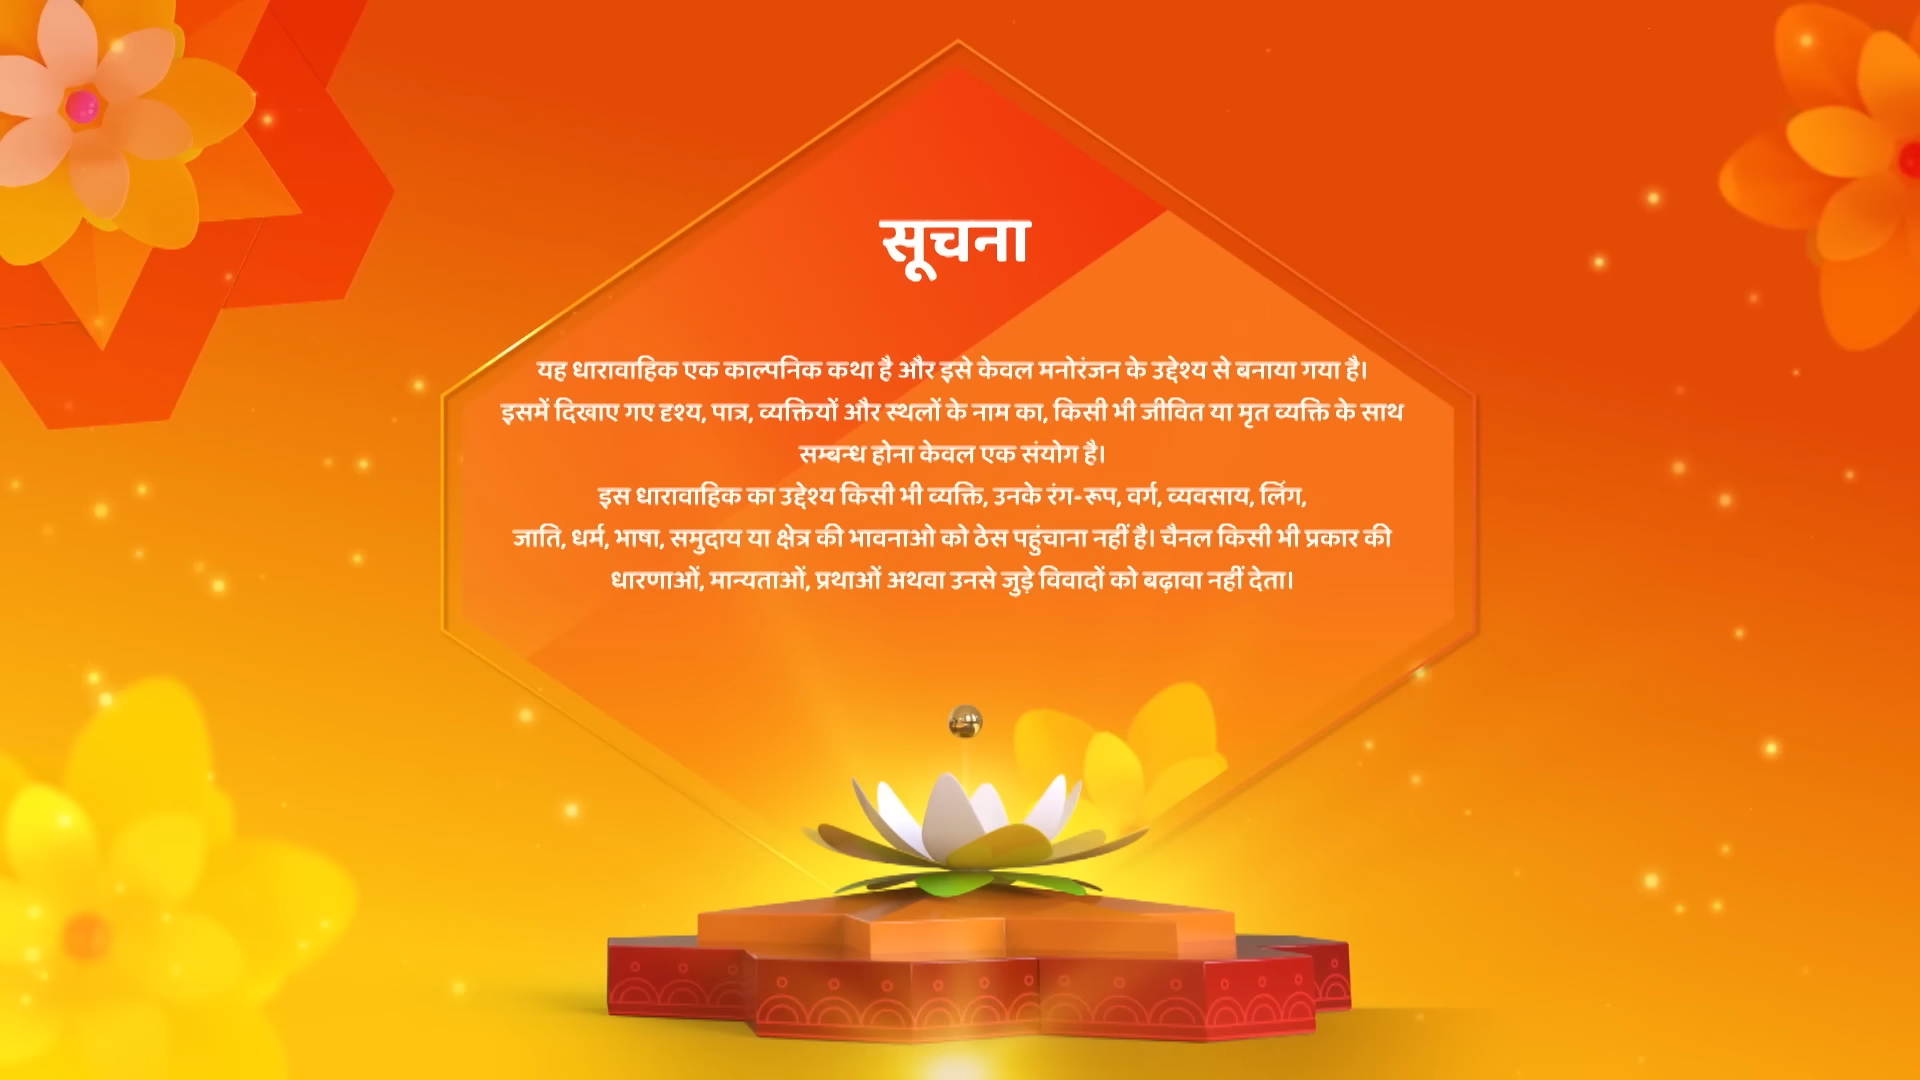 सूचना
यह धारावाहिक एक काल्पनिक कथा है और इसे केवल मनोरंजन के उद्देश्य से बनाया गया है।
इसमें दिखाए गए दृश्य, पात्र, व्यक्तियों और स्थलों के नाम का, किसी भी जीवित या मृत व्यक्ति के साथ
सम्बन्ध होना केवल एक संयोग है।
इस धारावाहिक का उद्देश्य किसी भी व्यक्ति, उनके रंग-रूप, वर्ग, व्यवसाय, लिंग,
जाति, धर्म, भाषा, समुदाय या क्षेत्र की भावनाओ को ठेस पहुंचाना नहीं है। चैनल किसी भी प्रकार की
धारणाओं, मान्यताओं, प्रथाओं अथवा उनसे जुड़े विवादों को बढ़ावा नहीं देता।